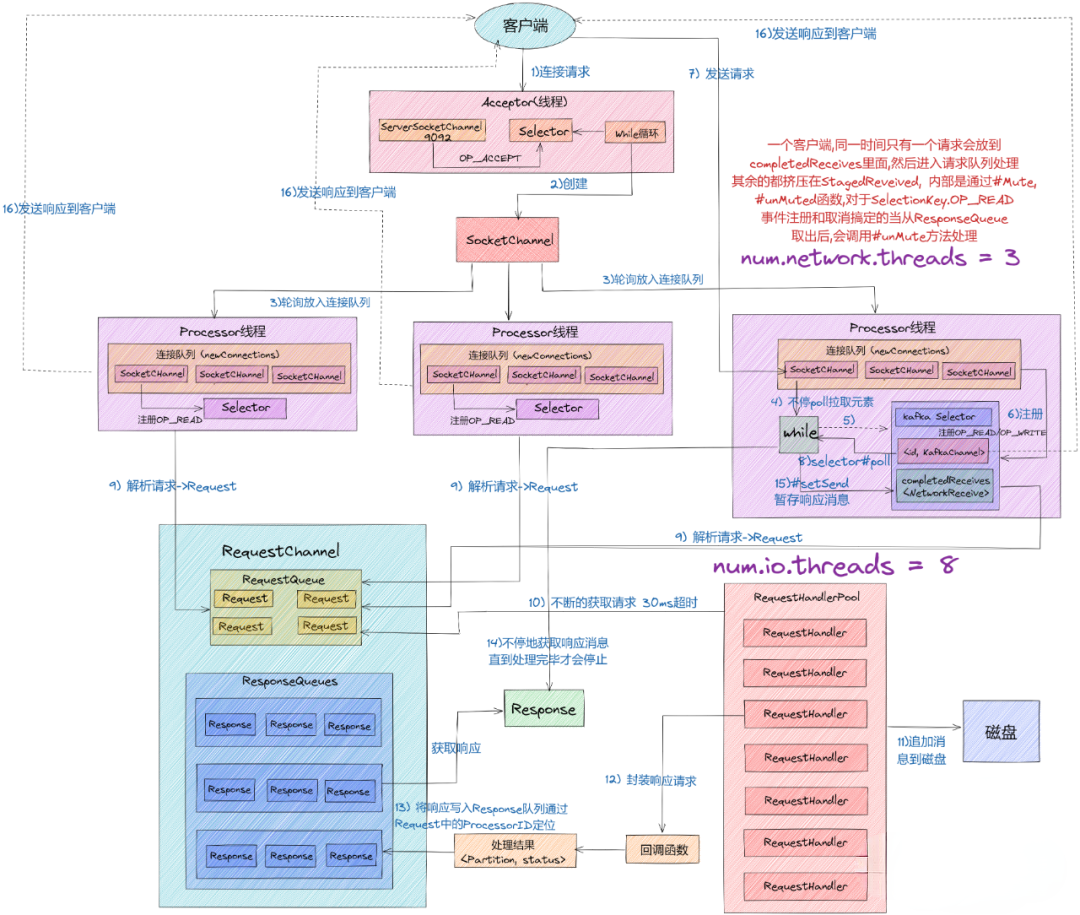 客户端
16)发送响应到客户端
1)连接请求
7) 发送请求
Acceptor(线程)
ServerSocketChannel
9092
Selector
While循环
OP_ACCEPT
一个客户端,同一时间只有一个请求会放到
completedReceives里面,然后进入请求队列处理
其余的都挤压在StagedReveived, 内部是通过#Mute,
#unMuted函数,对于SelectionKey.OP_READ
事件注册和取消搞定的当从ResponseQueue
取出后,会调用#unMute方法处理
2)创建
16)发送响应到客户端
16)发送响应到客户端
SocketChannel
num.network.threads = 3
3)轮询放入连接队列
3)轮询放入连接队列
Processor线程
连接队列 (newConnections)
SocketCHannel
SocketCHannel
SocketCHannel
Selector
注册OP_READ
Processor线程
连接队列 (newConnections)
SocketCHannel
SocketCHannel
SocketCHannel
Selector
注册OP_READ
Processor线程
连接队列 (newConnections)
SocketCHannel
SocketCHannel
SocketCHannel
4) 不停poll拉取元素
while
5)
kafka Selector
6)注册
注册OP_READ/OP_WRITE
<id, KafkaChannel>
8)selector#poll
15)#setSend
暂存响应消息
completedReceives
<NetworkReceive>
9) 解析请求->Request
9) 解析请求->Request
9) 解析请求->Request
RequestChannel
RequestQueue
Request
Request
Request
Request
num.io.threads = 8
10) 不断的获取请求 30ms超时
RequestHandlerPool
RequestHandler
RequestHandler
RequestHandler
RequestHandler
RequestHandler
RequestHandler
RequestHandler
14)不停地获取响应消息
直到处理完毕才会停止
ResponseQueues
Response
Response
Response
Response
Response
Response
Response
Response
Response
Response
获取响应
11)追加消
息到磁盘
磁盘
12) 封装响应请求
13) 将响应写入Response队列通过
Request中的ProcessorID定位
处理结果
<Partition, status>
回调函数